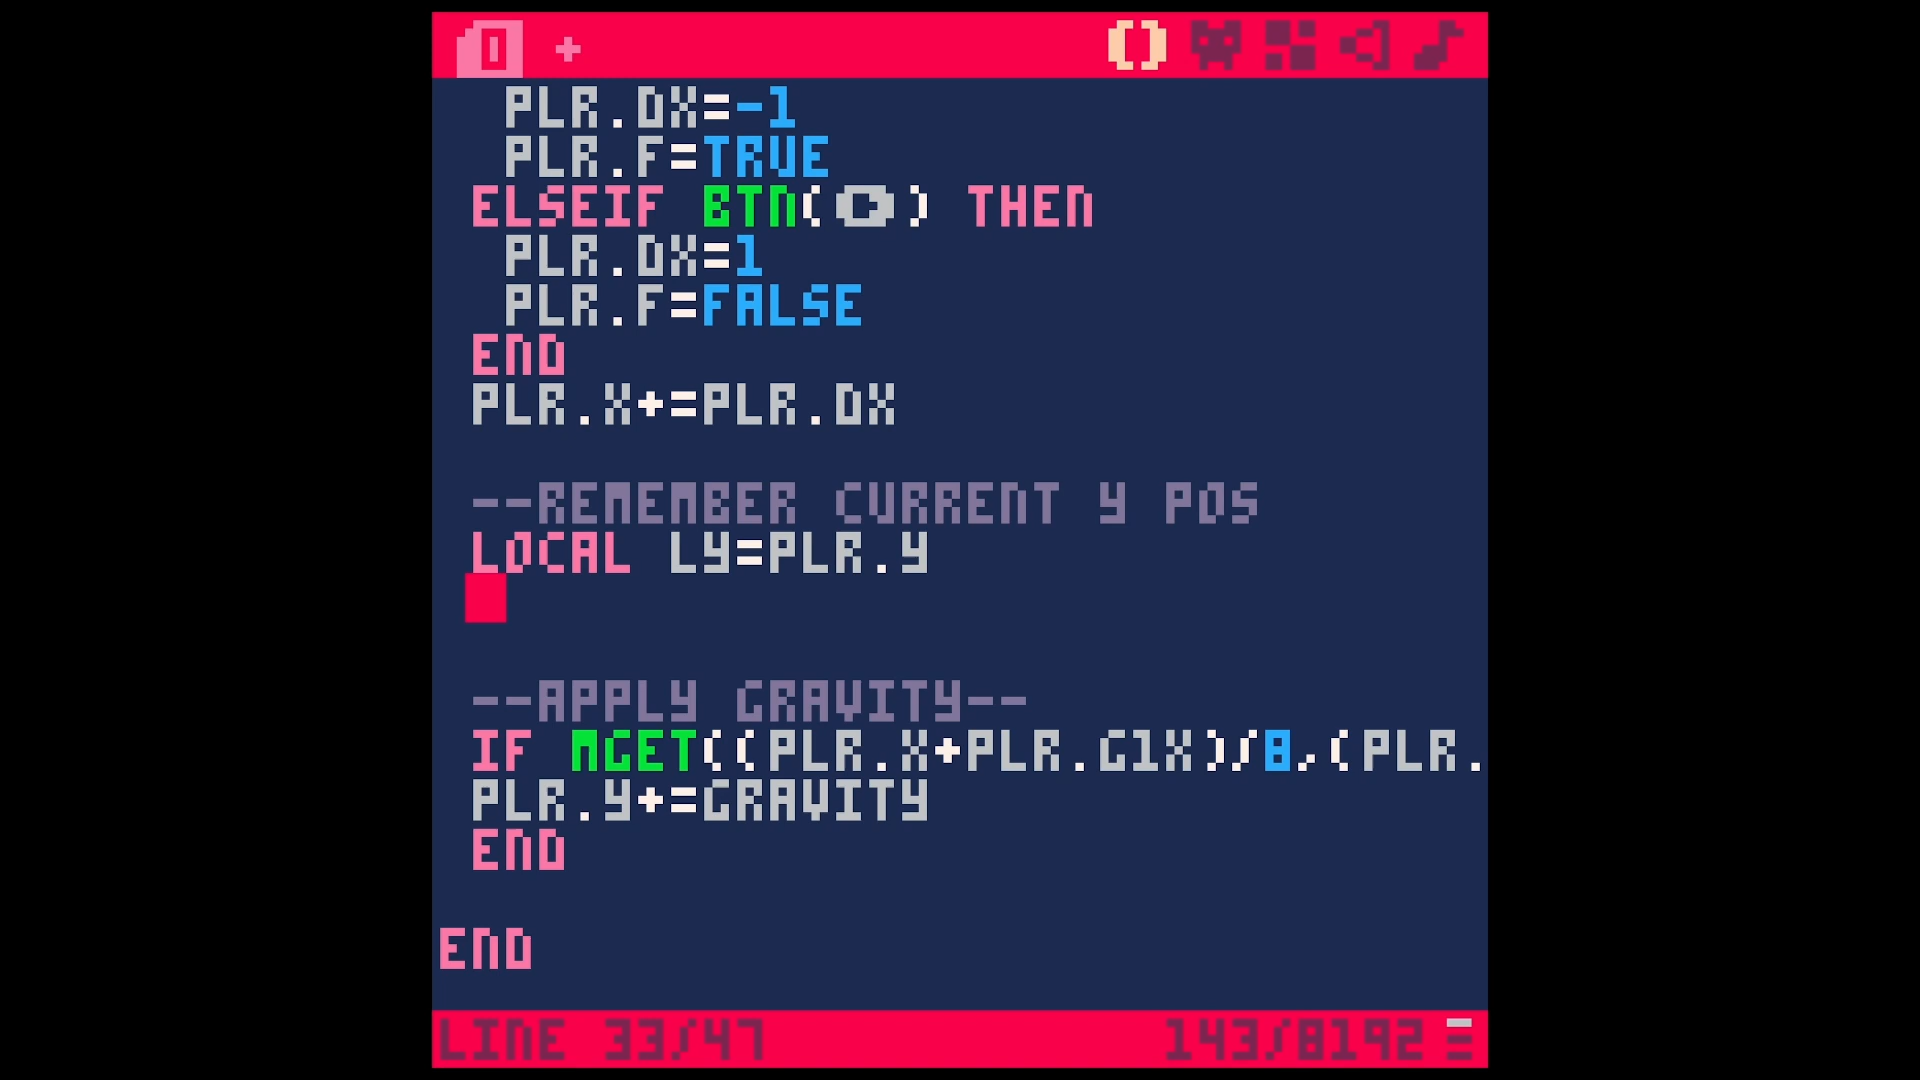 0 +
PLR.DX=-1
PLR.F=TRUE
ELSEIF BTN(➡️) THEN
PLR.DX=1
PLR.F=FALSE
END
PLR.X+=PLR.DX
--REMEMBER CURRENT Y POS
LOCAL LY=PLR.Y
--APPLY GRAVITY--
IF MGET((PLR.X+PLR.G1X)/8,(PLR.
PLR.Y+=GRAVITY
END
END
LINE 33/47 143/8192